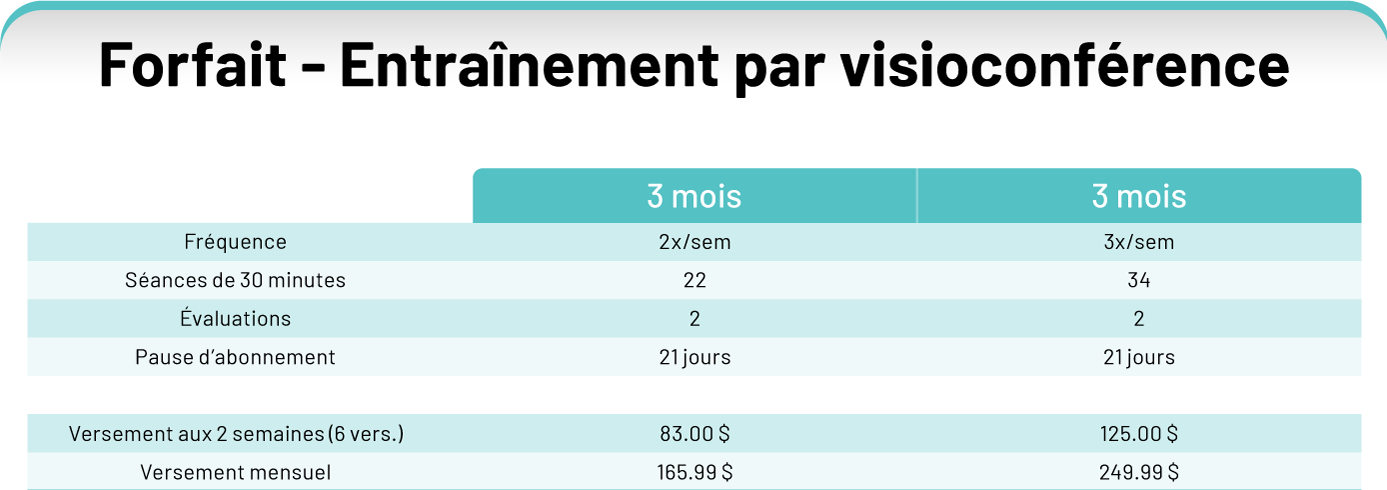 Forfait - Entraînement par visioconférence
3 mois 3 mois
Fréquence 2x/sem 3x/sem
Séances de 30 minutes 22 34
Évaluations 2 2
Pause d’abonnement 21 jours 21 jours
Versement aux 2 semaines (6 vers.) 83.00 $ 125.00 $
Versement mensuel 165.99 $ 249.99 $